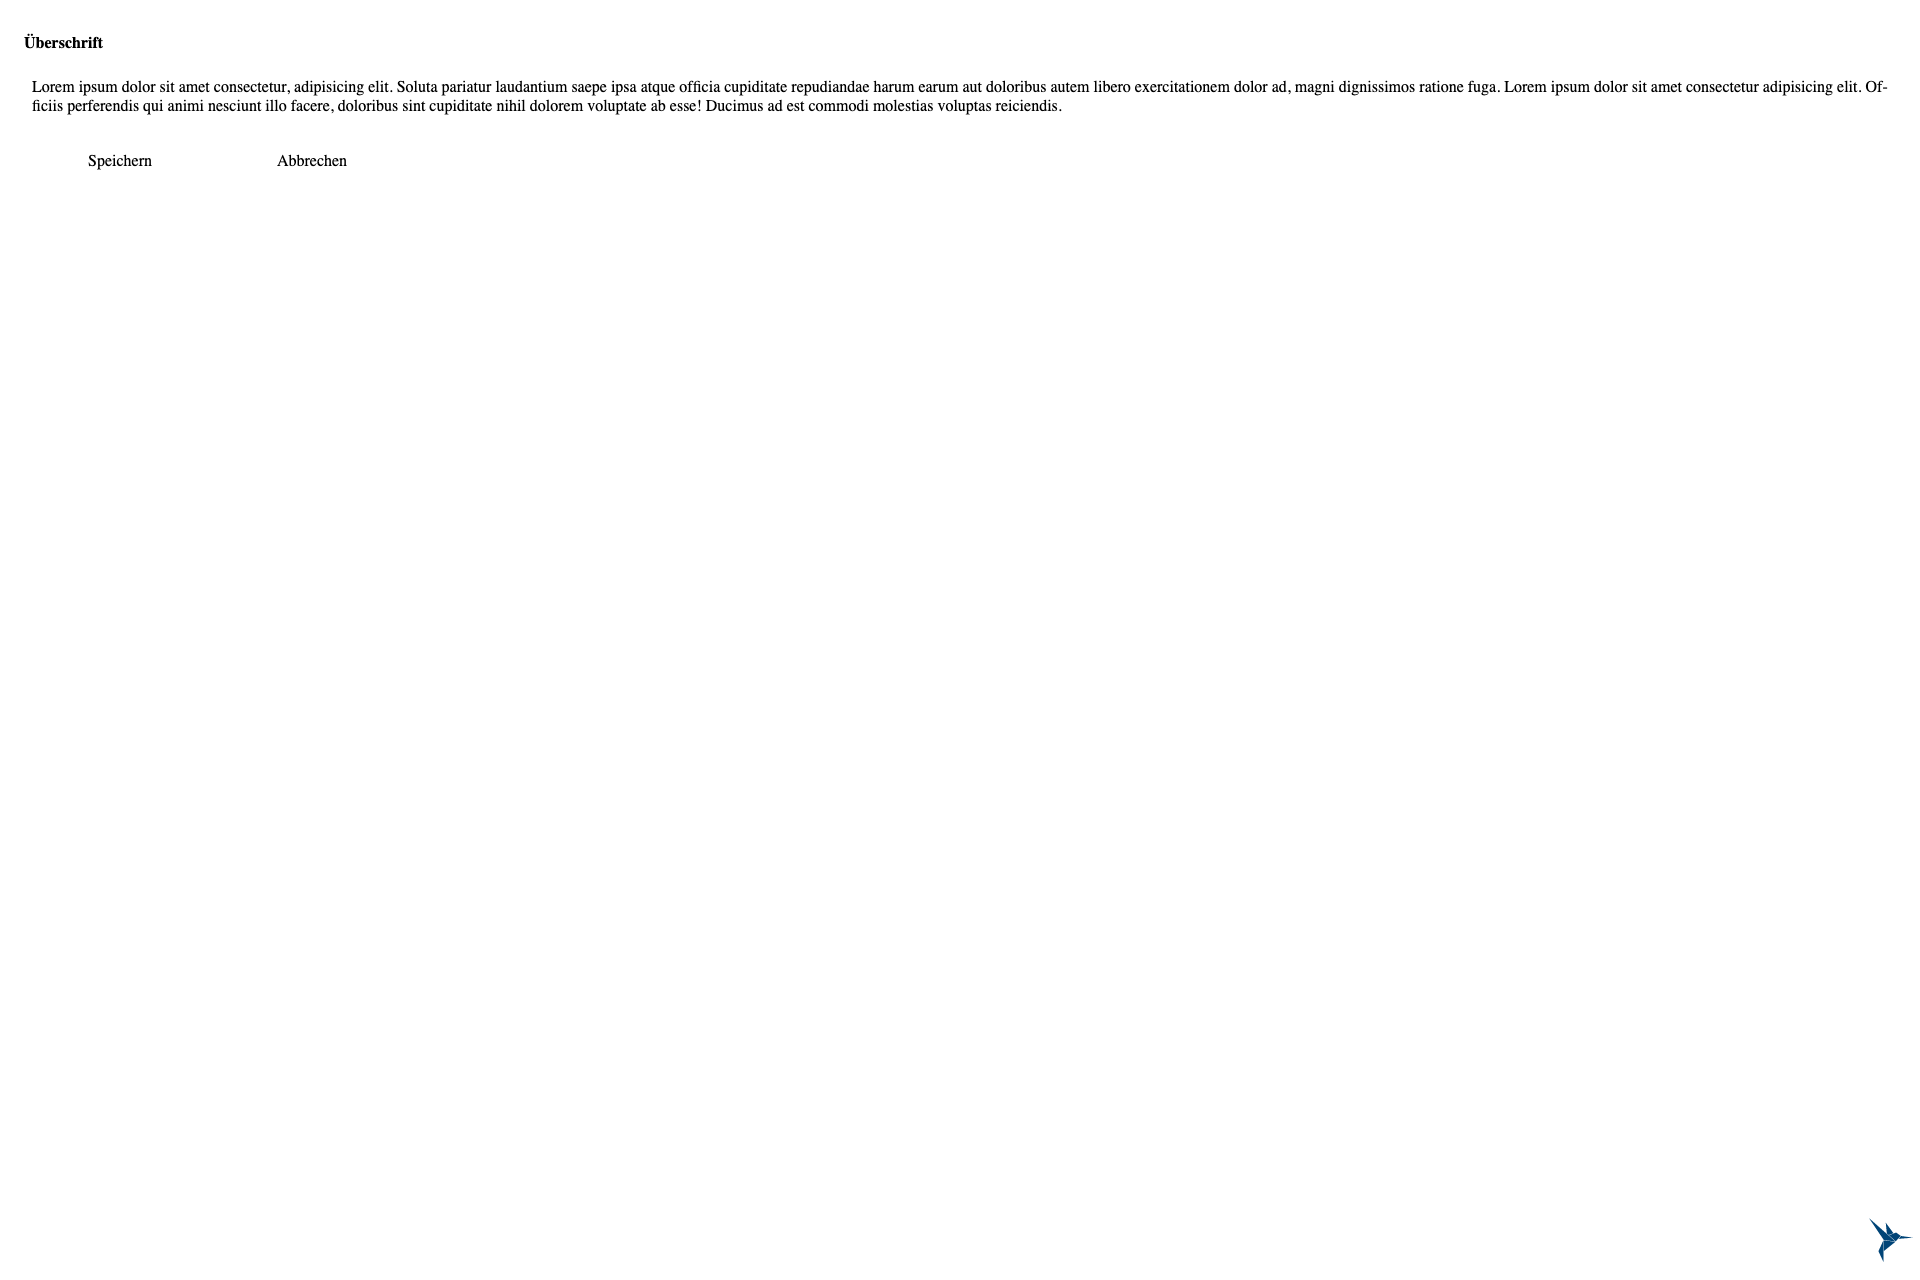 Überschrift
Lorem ipsum dolor sit amet consectetur, adipisicing elit. Soluta pariatur laudantium saepe ipsa atque officia cupiditate repudiandae harum earum aut doloribus autem libero exercitationem dolor ad, magni dignissimos ratione fuga. Lorem ipsum dolor sit amet consectetur adipisicing elit. Of-
ficiis perferendis qui animi nesciunt illo facere, doloribus sint cupiditate nihil dolorem voluptate ab esse! Ducimus ad est commodi molestias voluptas reiciendis.
Speichern Abbrechen